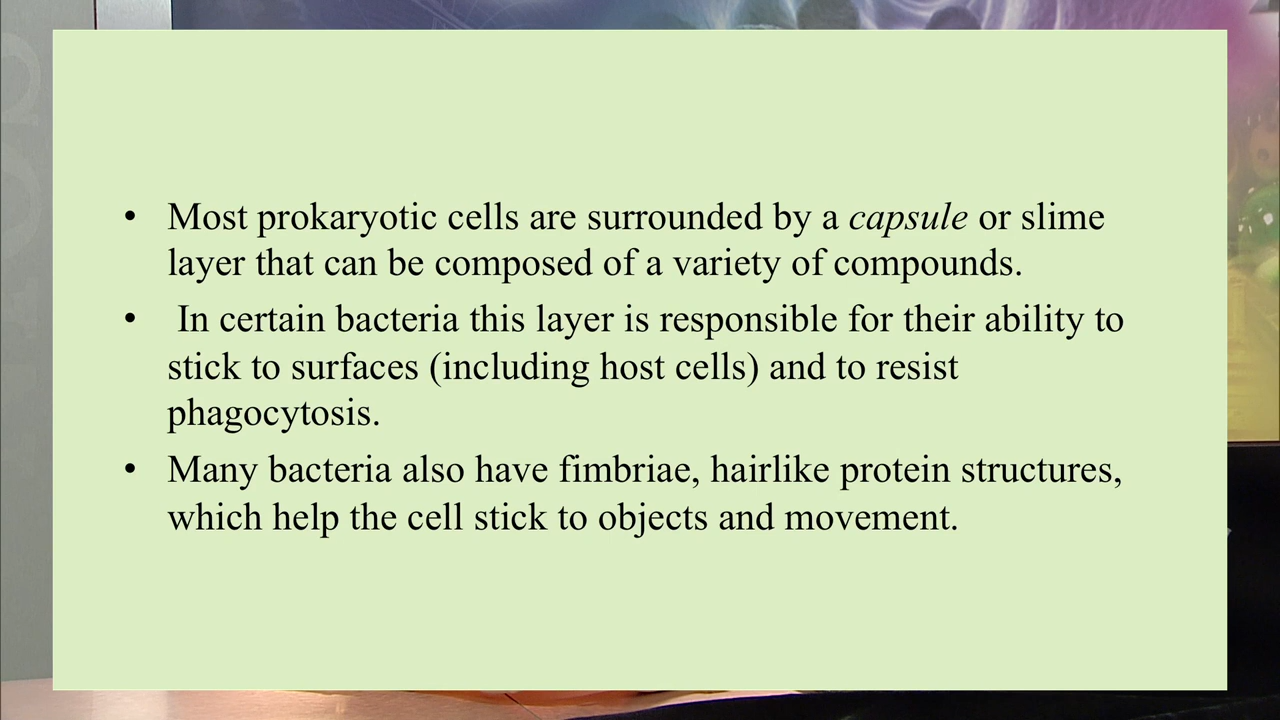 • Most prokaryotic cells are surrounded by a capsule or slime
layer that can be composed of a variety of compounds.
• In certain bacteria this layer is responsible for their ability to
stick to surfaces (including host cells) and to resist
phagocytosis.
• Many bacteria also have fimbriae, hairlike protein structures,
which help the cell stick to objects and movement.